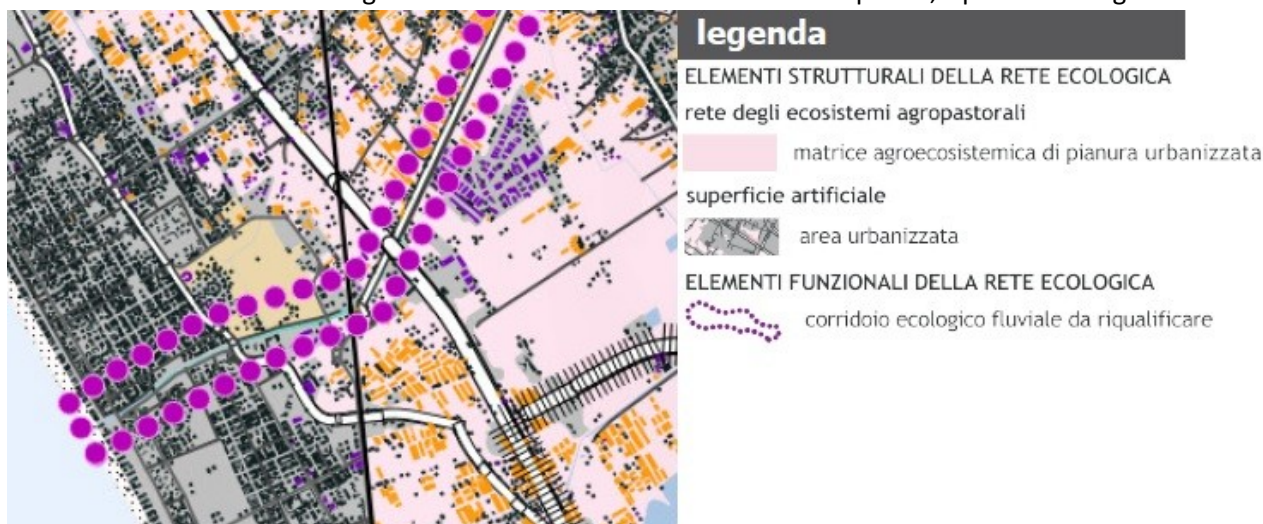 legenda
ELEMENTI STRUTTURALI DELLA RETE ECOLOGICA
rete degli ecosistemi agropastorali
matrice agroecosistemica di pianura urbanizzata
superficie artificiale
area urbanizzata
ELEMENTI FUNZIONALI DELLA RETE ECOLOGICA
corridoio ecologico fluviale da riqualificare